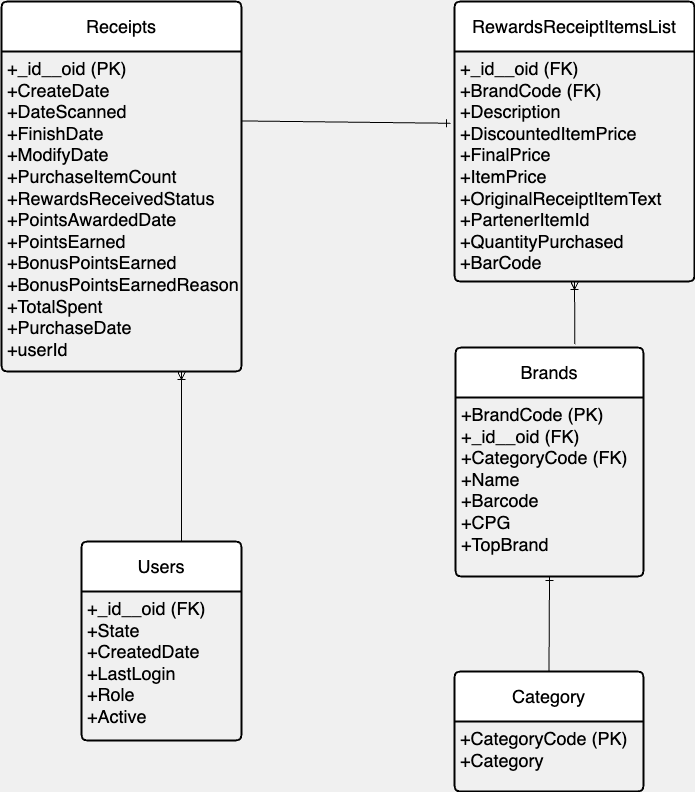 Receipts
+_id__oid (PK)
+CreateDate
+DateScanned
+FinishDate
+ModifyDate
+PurchaseItemCount
+RewardsReceivedStatus
+PointsAwardedDate
+PointsEarned
+BonusPointsEarned
+BonusPointsEarnedReason
+TotalSpent
+PurchaseDate
+userId
RewardsReceiptItemsList
+_id__oid (FK)
+BrandCode (FK)
+Description
+DiscountedItemPrice
+FinalPrice
+ItemPrice
+OriginalReceiptItemText
+PartenerItemId
+QuantityPurchased
+BarCode
Brands
+BrandCode (PK)
+_id__oid (FK)
+CategoryCode (FK)
+Name
+Barcode
+CPG
+TopBrand
Users
+_id__oid (FK)
+State
+CreatedDate
+LastLogin
+Role
+Active
Category
+CategoryCode (PK)
+Category